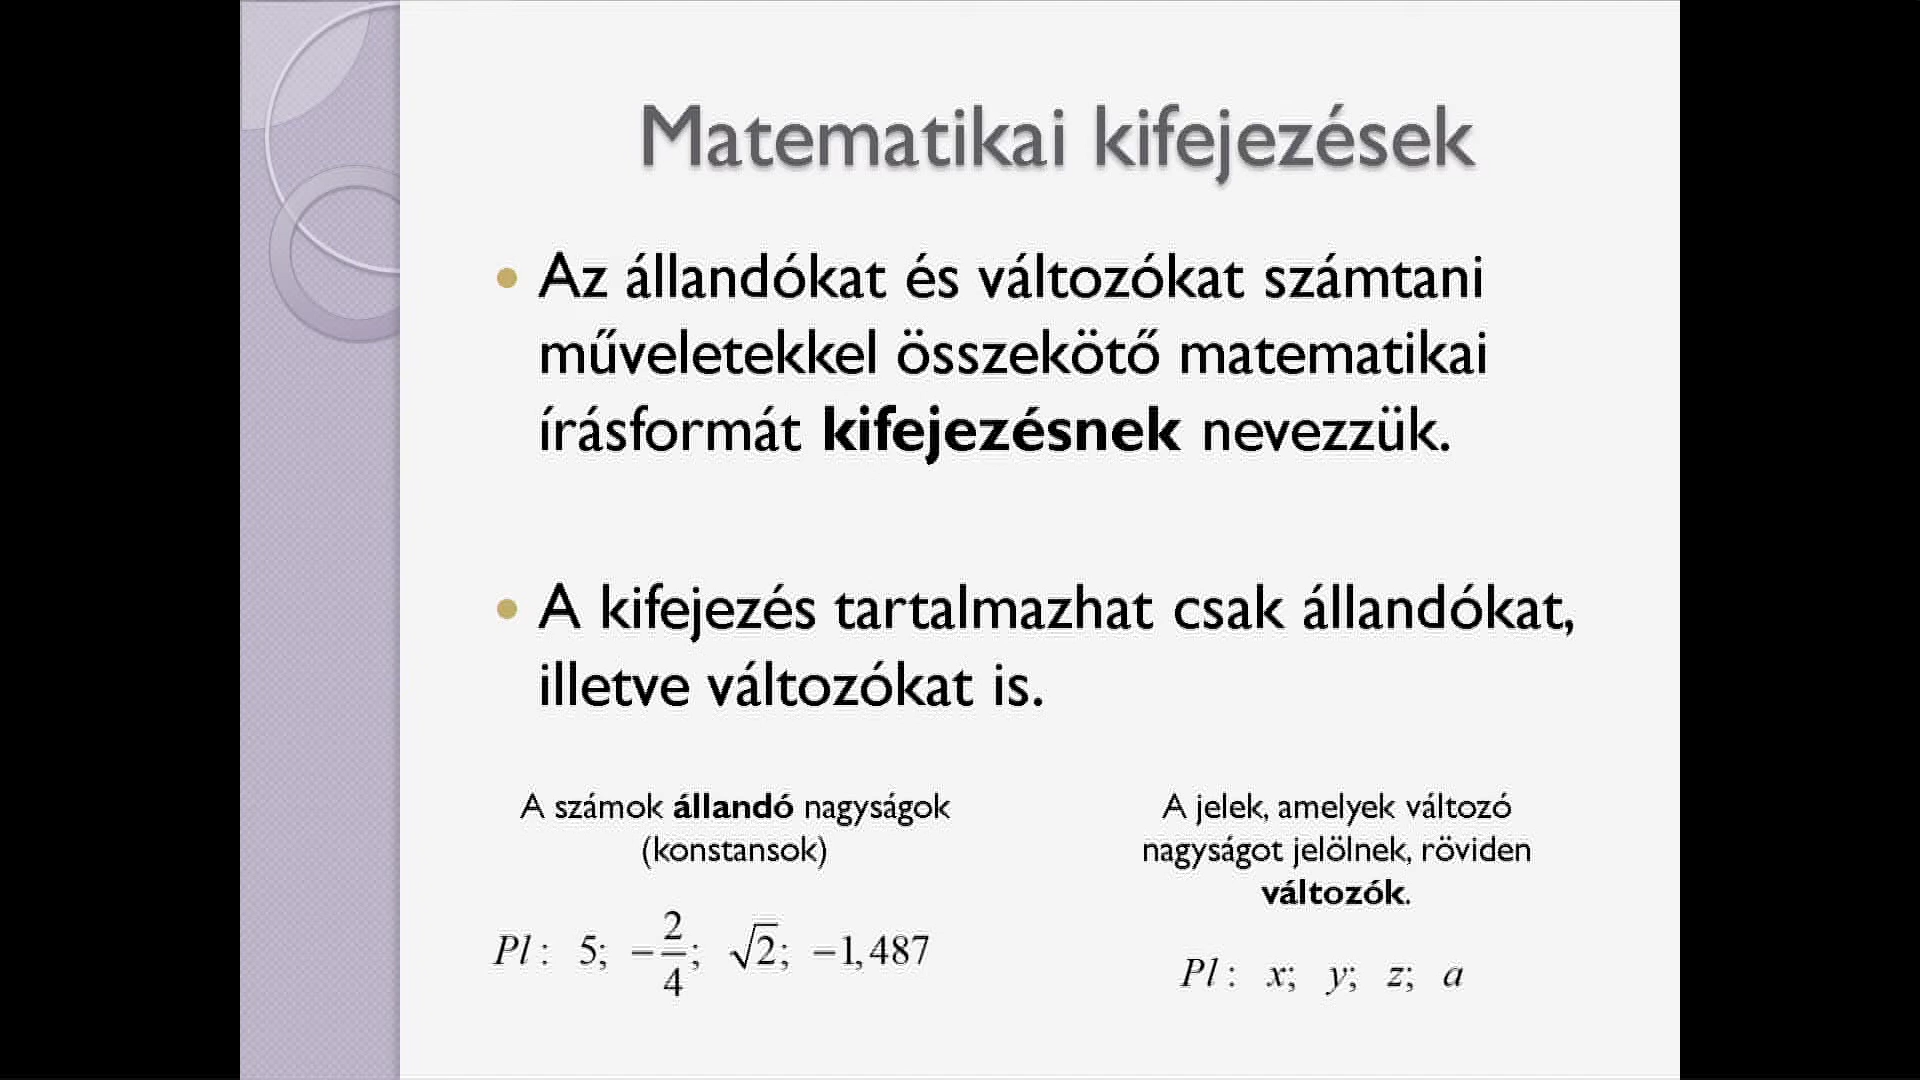 Matematikai kifejezések
• Az állandókat és változókat számtani
műveletekkel összekötő matematikai
írásformát kifejezésnek nevezzük.
• A kifejezés tartalmazhat csak állandókat,
illetve változókat is.
A számok állandó nagyságok
(konstansok)
Pl: 5; −2/4; √2; −1,487
A jelek, amelyek változó
nagyságot jelölnek, röviden
változók.
Pl: x; y; z; a